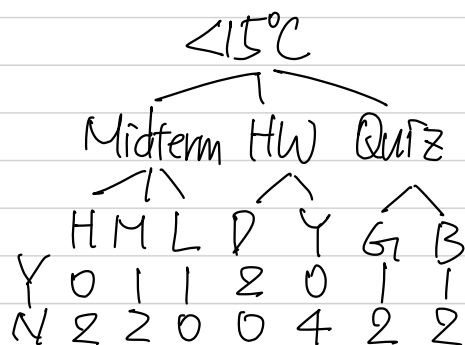 <15°C
Midterm HW Quiz
H M L D Y G B
Y 0 1 1 2 0 1 1
N 2 2 0 0 4 2 2